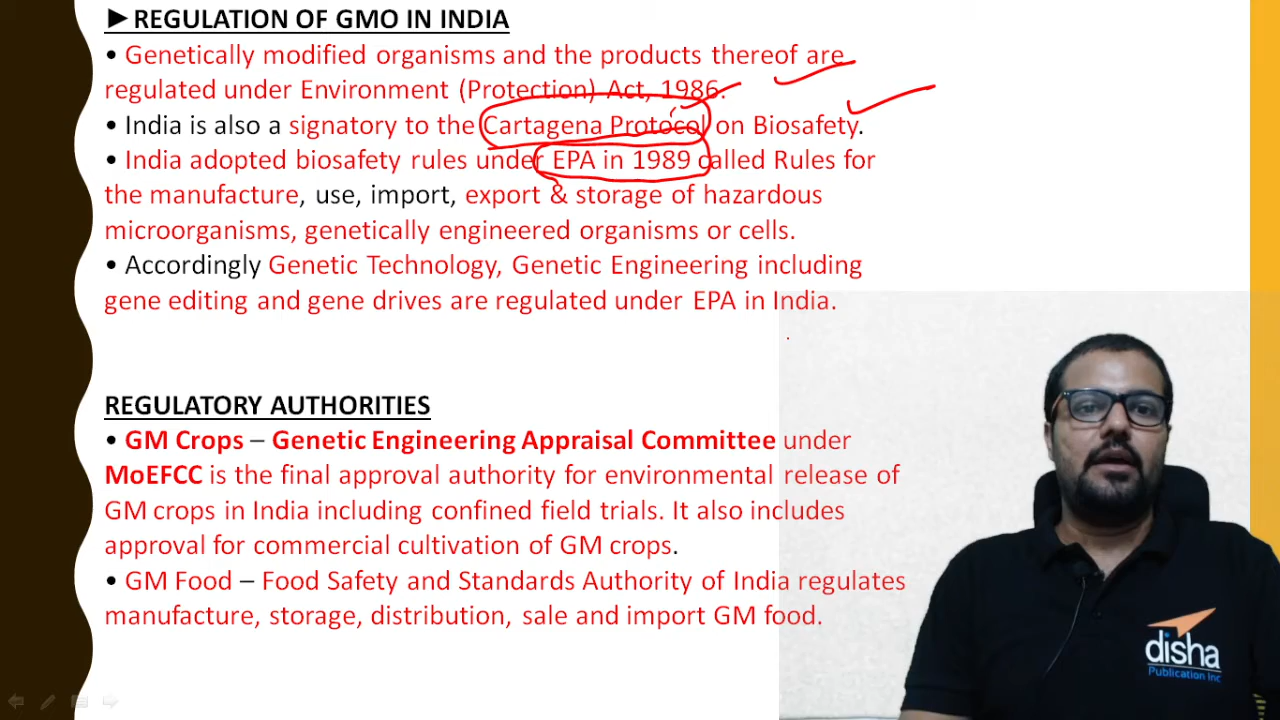 ►REGULATION OF GMO IN INDIA
• Genetically modified organisms and the products thereof are
regulated under Environment (Protection) Act, 1986.
• India is also a signatory to the Cartagena Protocol on Biosafety.
• India adopted biosafety rules under EPA in 1989 called Rules for
the manufacture, use, import, export & storage of hazardous
microorganisms, genetically engineered organisms or cells.
• Accordingly Genetic Technology, Genetic Engineering including
gene editing and gene drives are regulated under EPA in India.
REGULATORY AUTHORITIES
• GM Crops – Genetic Engineering Appraisal Committee under
MoEFCC is the final approval authority for environmental release of
GM crops in India including confined field trials. It also includes
approval for commercial cultivation of GM crops.
• GM Food – Food Safety and Standards Authority of India regulates
manufacture, storage, distribution, sale and import GM food.
disha
Publication Inc